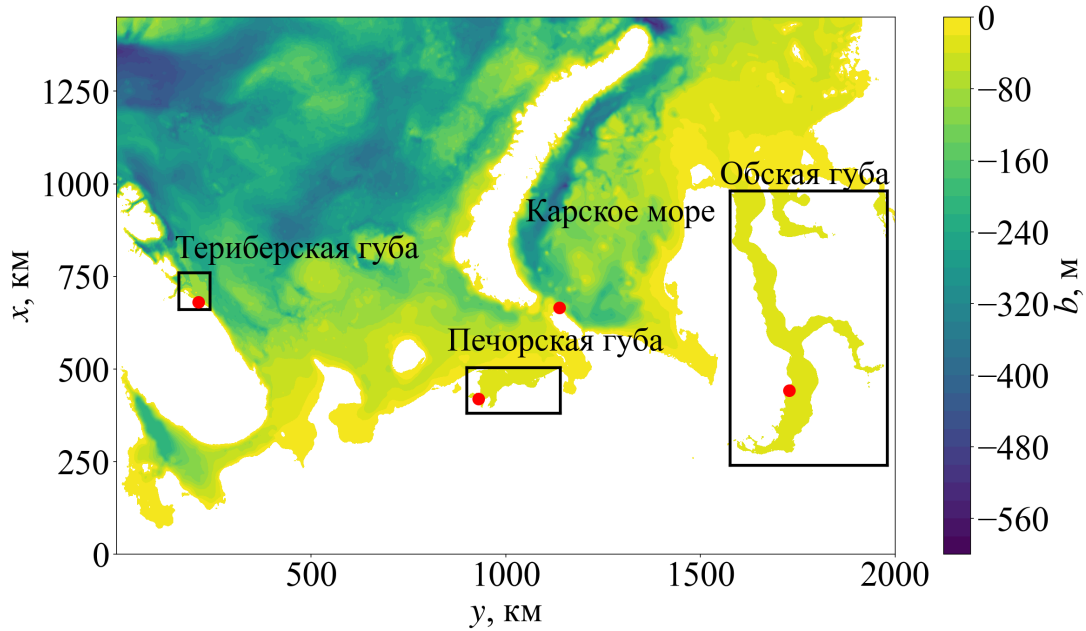 0
1250
−80
−160
Обская губа
1000
Карское море
−240
Териберская губа
x, км
750
−320
b, м
Печорская губа
500
−400
250
−480
−560
0
500
1000
1500
2000
y, км